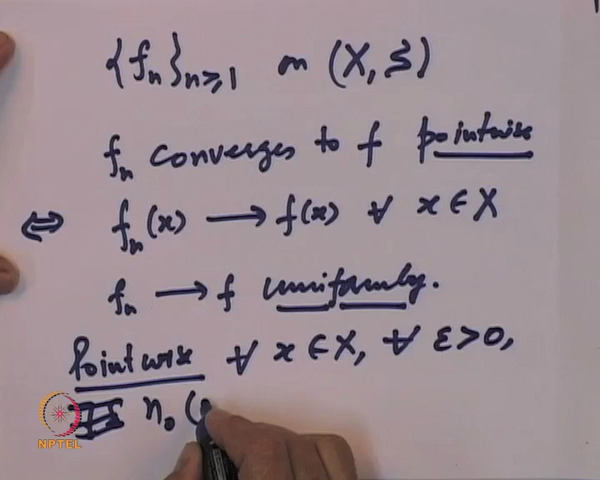 {fₙ}ₙ≥₁ on (X, S)
fₙ converges to f pointwise
⇔ fₙ(x) ⟶ f(x) ∀ x ∈ X
fₙ ⟶ f uniformly.
Pointwise ∀ x ∈ X, ∀ ε>0,
n₀ (
NPTEL